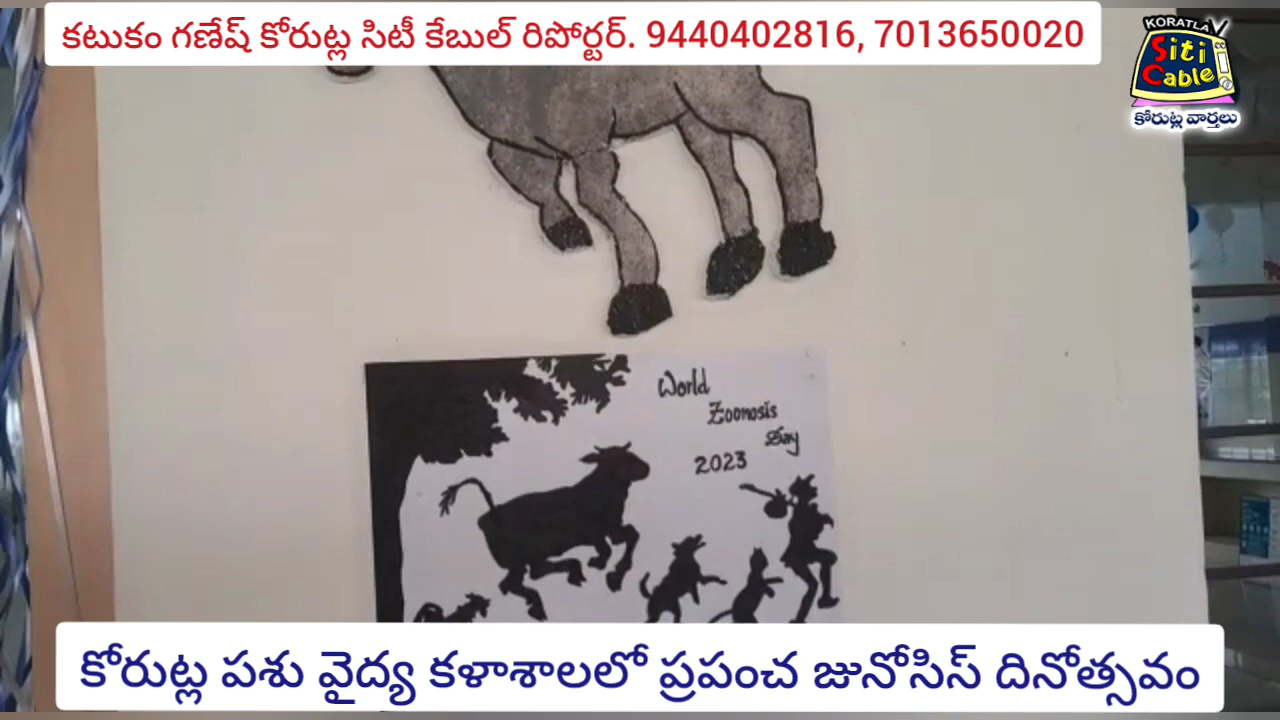 కటుకం గణేష్ కోరుట్ల సిటీ కేబుల్ రిపోర్టర్. 9440402816, 7013650020
KORATLA
Siti
Cable
కోరుట్ల వార్తలు
World
Zoonosis
Day
2023
కోరుట్ల పశు వైద్య కళాశాలలో ప్రపంచ జునోసిస్ దినోత్సవం